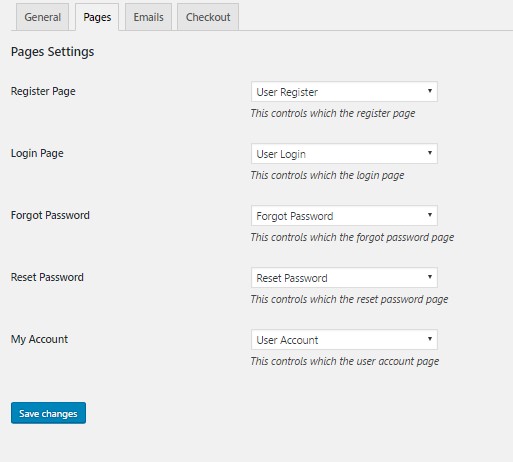 General Pages Emails Checkout
Pages Settings
Register Page User Register
This controls which the register page
Login Page User Login
This controls which the login page
Forgot Password Forgot Password
This controls which the forgot password page
Reset Password Reset Password
This controls which the reset password page
My Account User Account
This controls which the user account page
Save changes